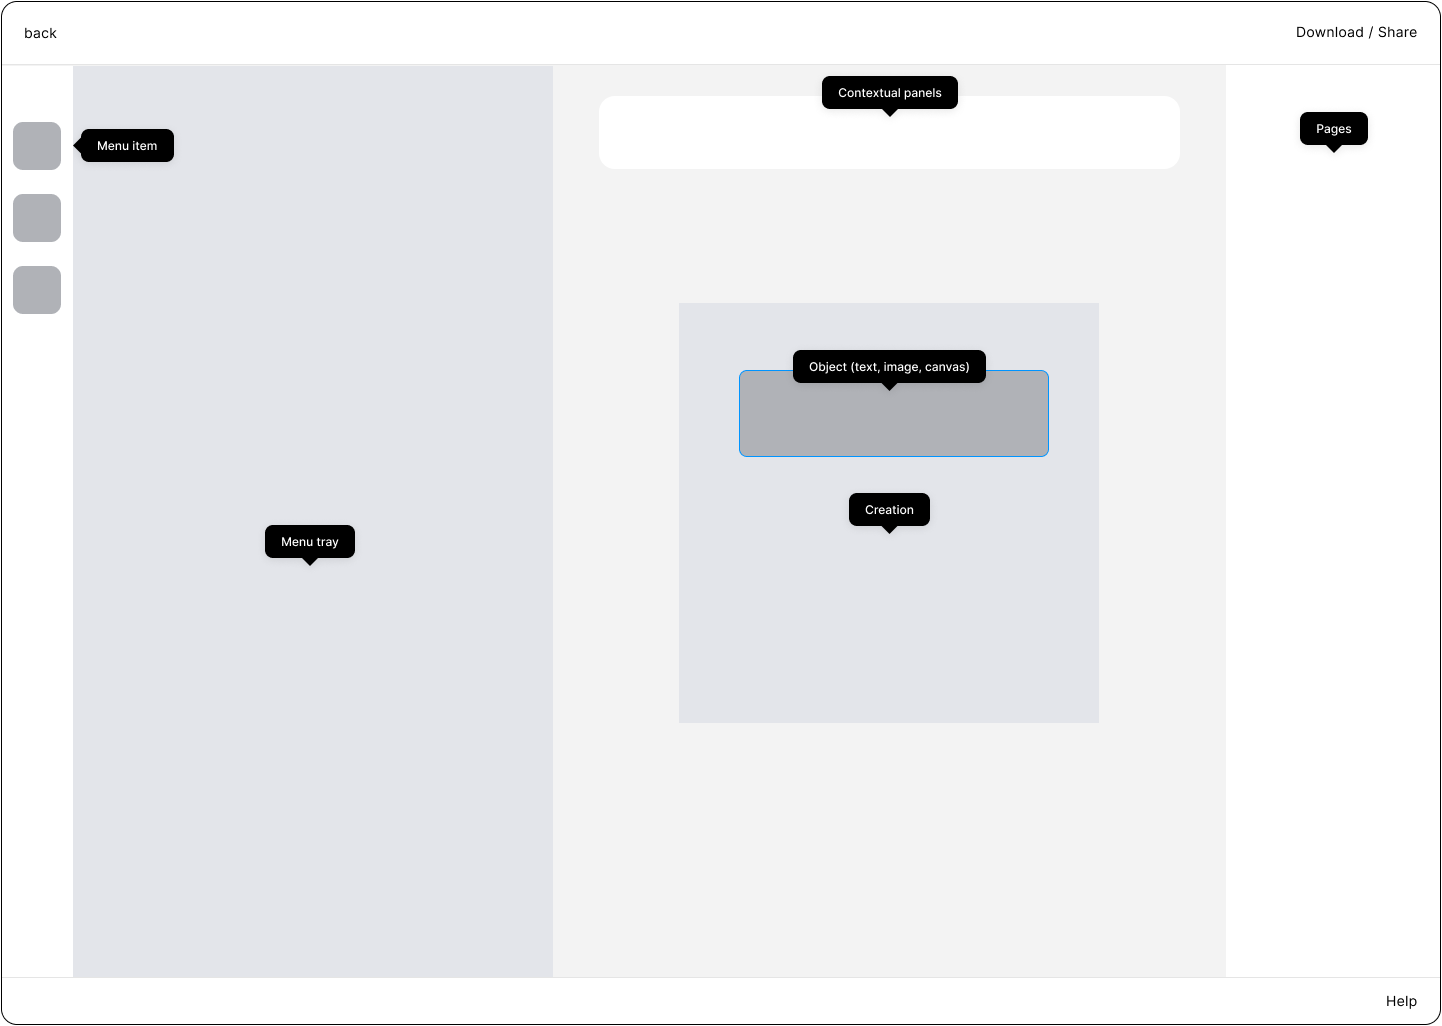 back
Download / Share
Contextual panels
Pages
Menu item
Object (text, image, canvas)
Creation
Menu tray
Help